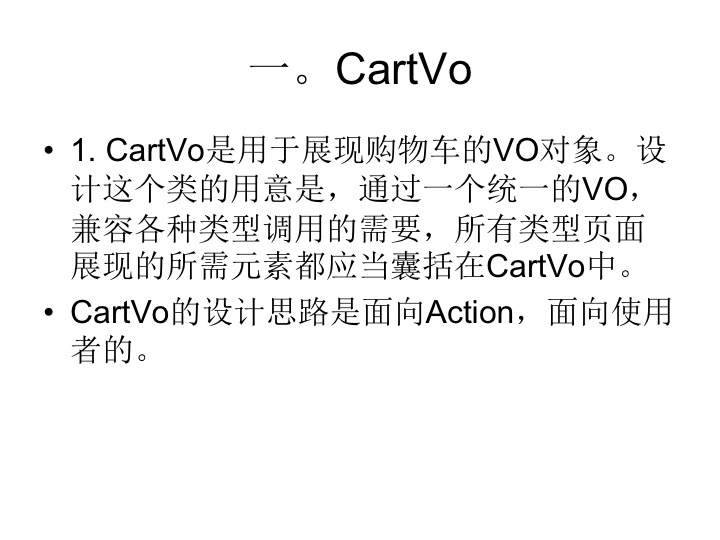 一。CartVo
• 1. CartVo是用于展现购物车的VO对象。设
计这个类的用意是，通过一个统一的VO，
兼容各种类型调用的需要，所有类型页面
展现的所需元素都应当囊括在CartVo中。
• CartVo的设计思路是面向Action，面向使用
者的。